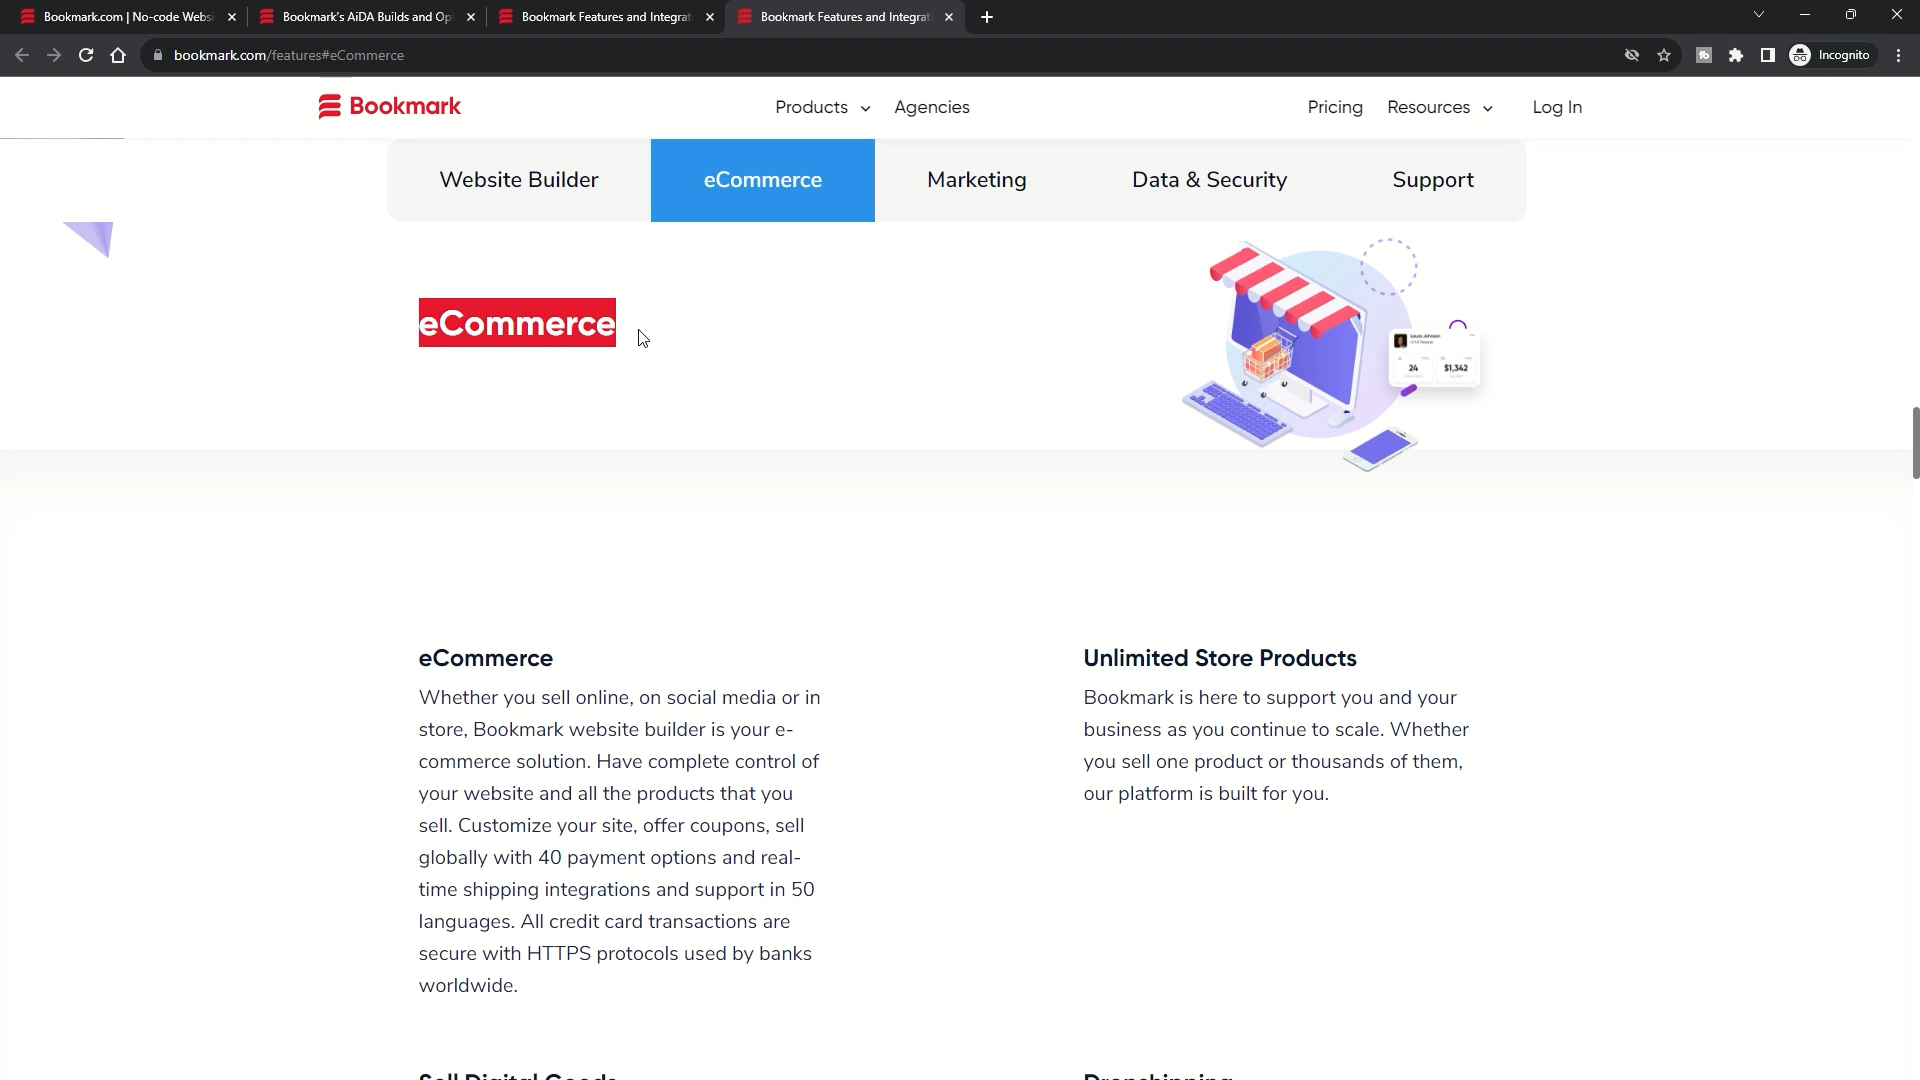 Bookmark.com | No-code Websi
Bookmark's AiDA Builds and Op
Bookmark Features and Integrat
Bookmark Features and Integrat
bookmark.com/features#eCommerce
Incognito
Bookmark
Products
Agencies
Pricing
Resources
Log In
Website Builder
eCommerce
Marketing
Data & Security
Support
eCommerce
Laura Johnson
24
$1,342
eCommerce
Whether you sell online, on social media or in
store, Bookmark website builder is your e-
commerce solution. Have complete control of
your website and all the products that you
sell. Customize your site, offer coupons, sell
globally with 40 payment options and real-
time shipping integrations and support in 50
languages. All credit card transactions are
secure with HTTPS protocols used by banks
worldwide.
Unlimited Store Products
Bookmark is here to support you and your
business as you continue to scale. Whether
you sell one product or thousands of them,
our platform is built for you.
Sell Digital Goods
Dropshipping